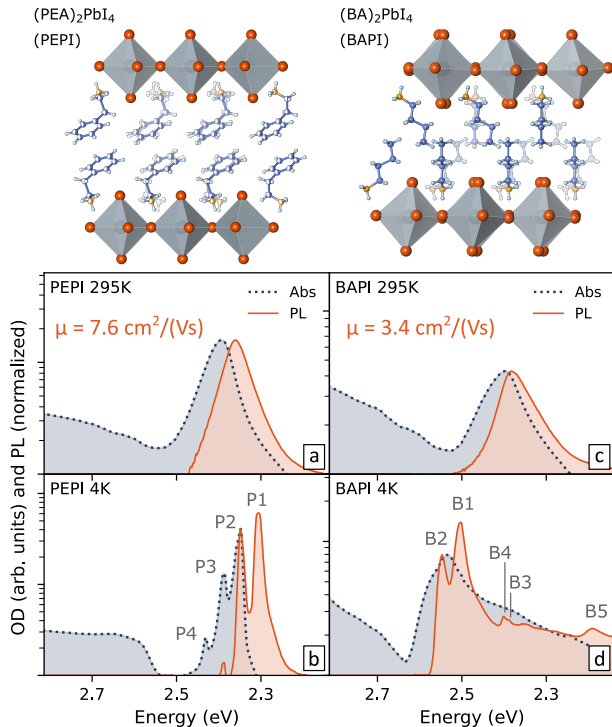 (PEA)₂PbI₄
(PEPI)
(BA)₂PbI₄
(BAPI)
OD (arb. units) and PL (normalized)
PEPI 295K
Abs
PL
μ = 7.6 cm²/(Vs)
a
BAPI 295K
Abs
PL
μ = 3.4 cm²/(Vs)
c
PEPI 4K
P1
P2
P3
P4
b
BAPI 4K
B1
B2
B4
B3
B5
d
2.7
2.5
2.3
Energy (eV)
2.7
2.5
2.3
Energy (eV)